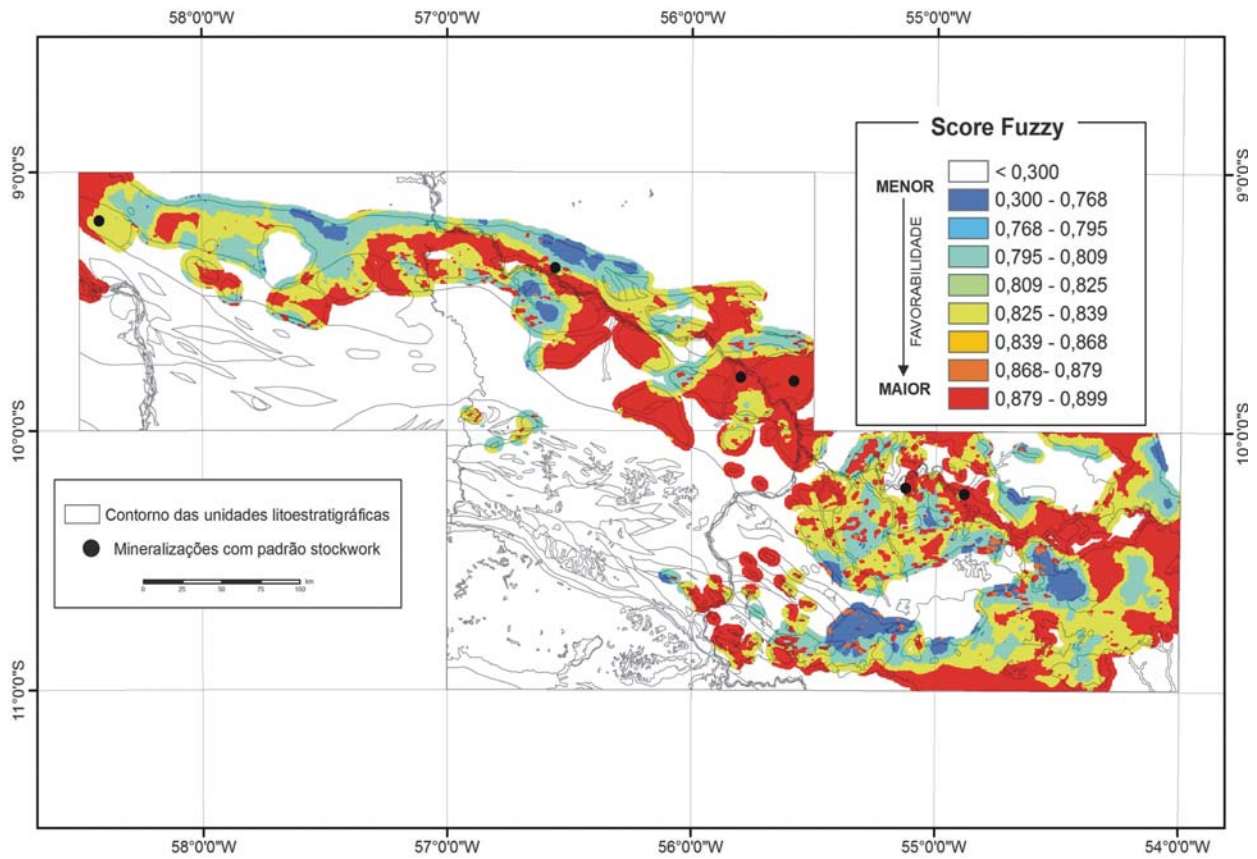 58°0'0"W 57°0'0"W 56°0'0"W 55°0'0"W
9°0'0"S
9°0'0"S
Score Fuzzy
MENOR
FAVORABILIDADE
MAIOR
< 0,300
0,300 - 0,768
0,768 - 0,795
0,795 - 0,809
0,809 - 0,825
0,825 - 0,839
0,839 - 0,868
0,868- 0,879
0,879 - 0,899
10°0'0"S
10°0'0"S
Contorno das unidades litoestratigráficas
Mineralizações com padrão stockwork
0 25 50 75 100 km
11°0'0"S
11°0'0"S
58°0'0"W 57°0'0"W 56°0'0"W 55°0'0"W 54°0'0"W